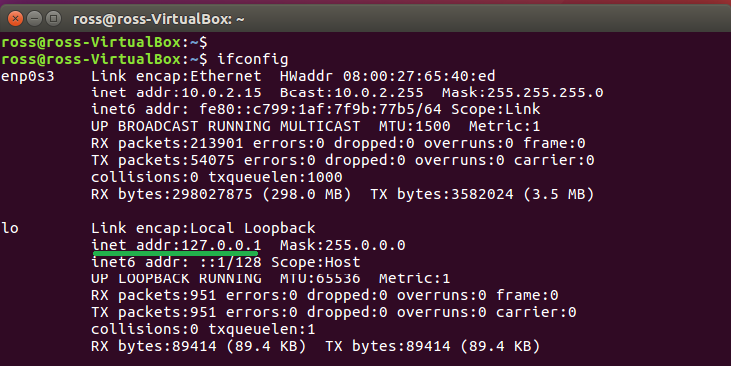 ross@ross-VirtualBox: ~
ross@ross-VirtualBox:~$
ross@ross-VirtualBox:~$ ifconfig
enp0s3    Link encap:Ethernet  HWaddr 08:00:27:65:40:ed
          inet addr:10.0.2.15  Bcast:10.0.2.255  Mask:255.255.255.0
          inet6 addr: fe80::c799:1af:7f9b:77b5/64 Scope:Link
          UP BROADCAST RUNNING MULTICAST  MTU:1500  Metric:1
          RX packets:213901 errors:0 dropped:0 overruns:0 frame:0
          TX packets:54075 errors:0 dropped:0 overruns:0 carrier:0
          collisions:0 txqueuelen:1000
          RX bytes:298027875 (298.0 MB)  TX bytes:3582024 (3.5 MB)
lo        Link encap:Local Loopback
          inet addr:127.0.0.1  Mask:255.0.0.0
          inet6 addr: ::1/128 Scope:Host
          UP LOOPBACK RUNNING  MTU:65536  Metric:1
          RX packets:951 errors:0 dropped:0 overruns:0 frame:0
          TX packets:951 errors:0 dropped:0 overruns:0 carrier:0
          collisions:0 txqueuelen:1
          RX bytes:89414 (89.4 KB)  TX bytes:89414 (89.4 KB)